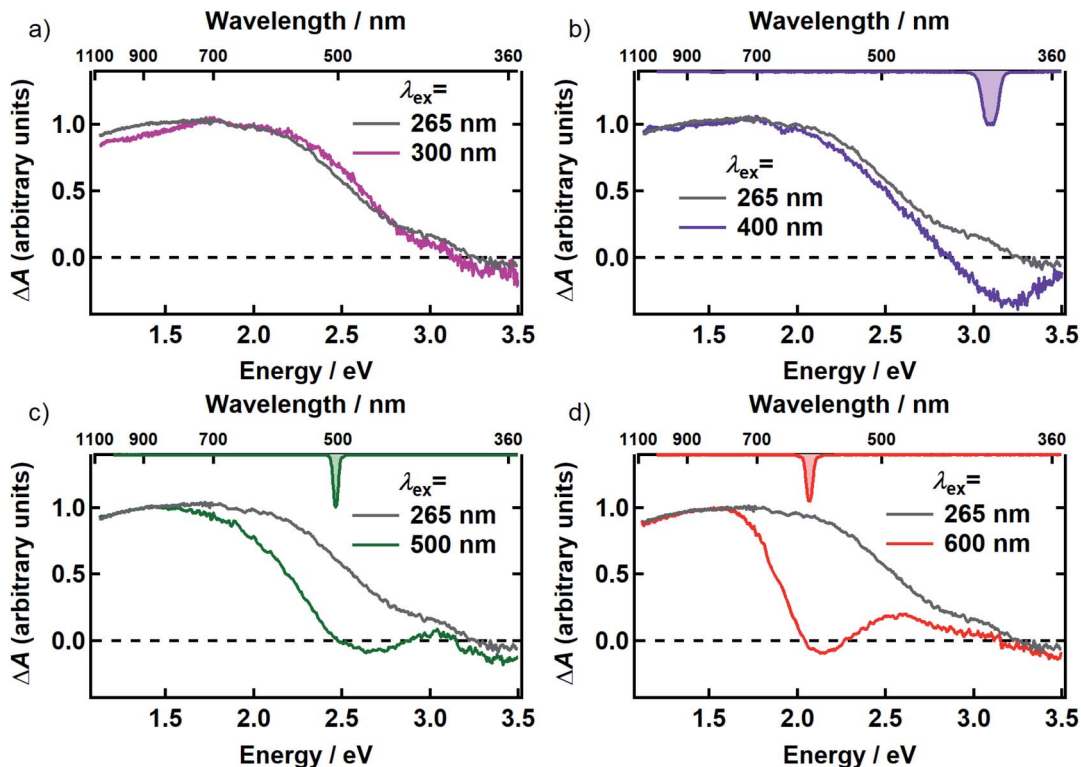 a)
Wavelength / nm
1100 900 700 500 360
ΔA (arbitrary units)
1.0
0.5
0.0
λex=
265 nm
300 nm
1.5 2.0 2.5 3.0 3.5
Energy / eV
b)
Wavelength / nm
1100 900 700 500 360
ΔA (arbitrary units)
1.0
0.5
0.0
λex=
265 nm
400 nm
1.5 2.0 2.5 3.0 3.5
Energy / eV
c)
Wavelength / nm
1100 900 700 500 360
ΔA (arbitrary units)
1.0
0.5
0.0
λex=
265 nm
500 nm
1.5 2.0 2.5 3.0 3.5
Energy / eV
d)
Wavelength / nm
1100 900 700 500 360
ΔA (arbitrary units)
1.0
0.5
0.0
λex=
265 nm
600 nm
1.5 2.0 2.5 3.0 3.5
Energy / eV